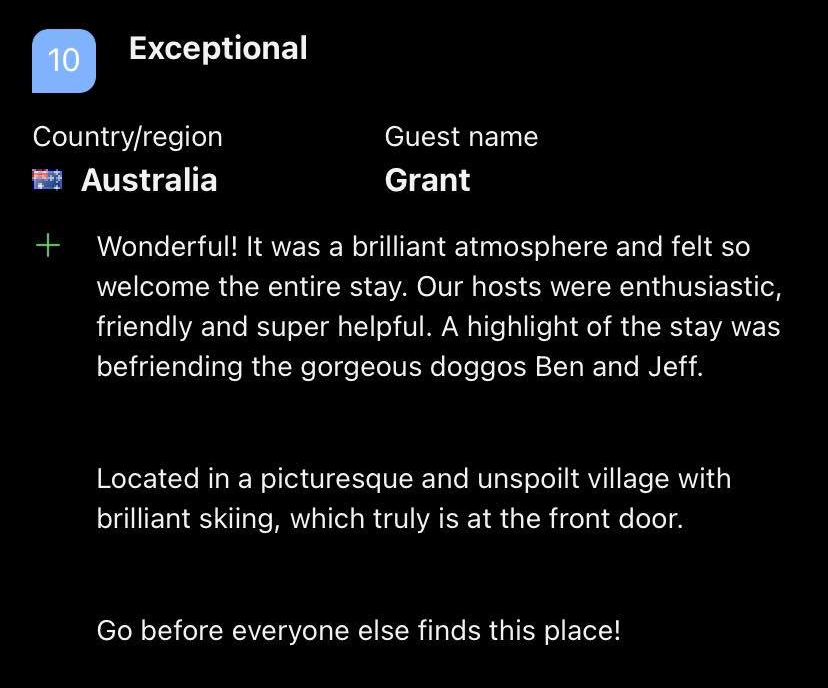 10
Exceptional
Country/region
Guest name
Australia
Grant
Wonderful! It was a brilliant atmosphere and felt so
welcome the entire stay. Our hosts were enthusiastic,
friendly and super helpful. A highlight of the stay was
befriending the gorgeous doggos Ben and Jeff.
Located in a picturesque and unspoilt village with
brilliant skiing, which truly is at the front door.
Go before everyone else finds this place!